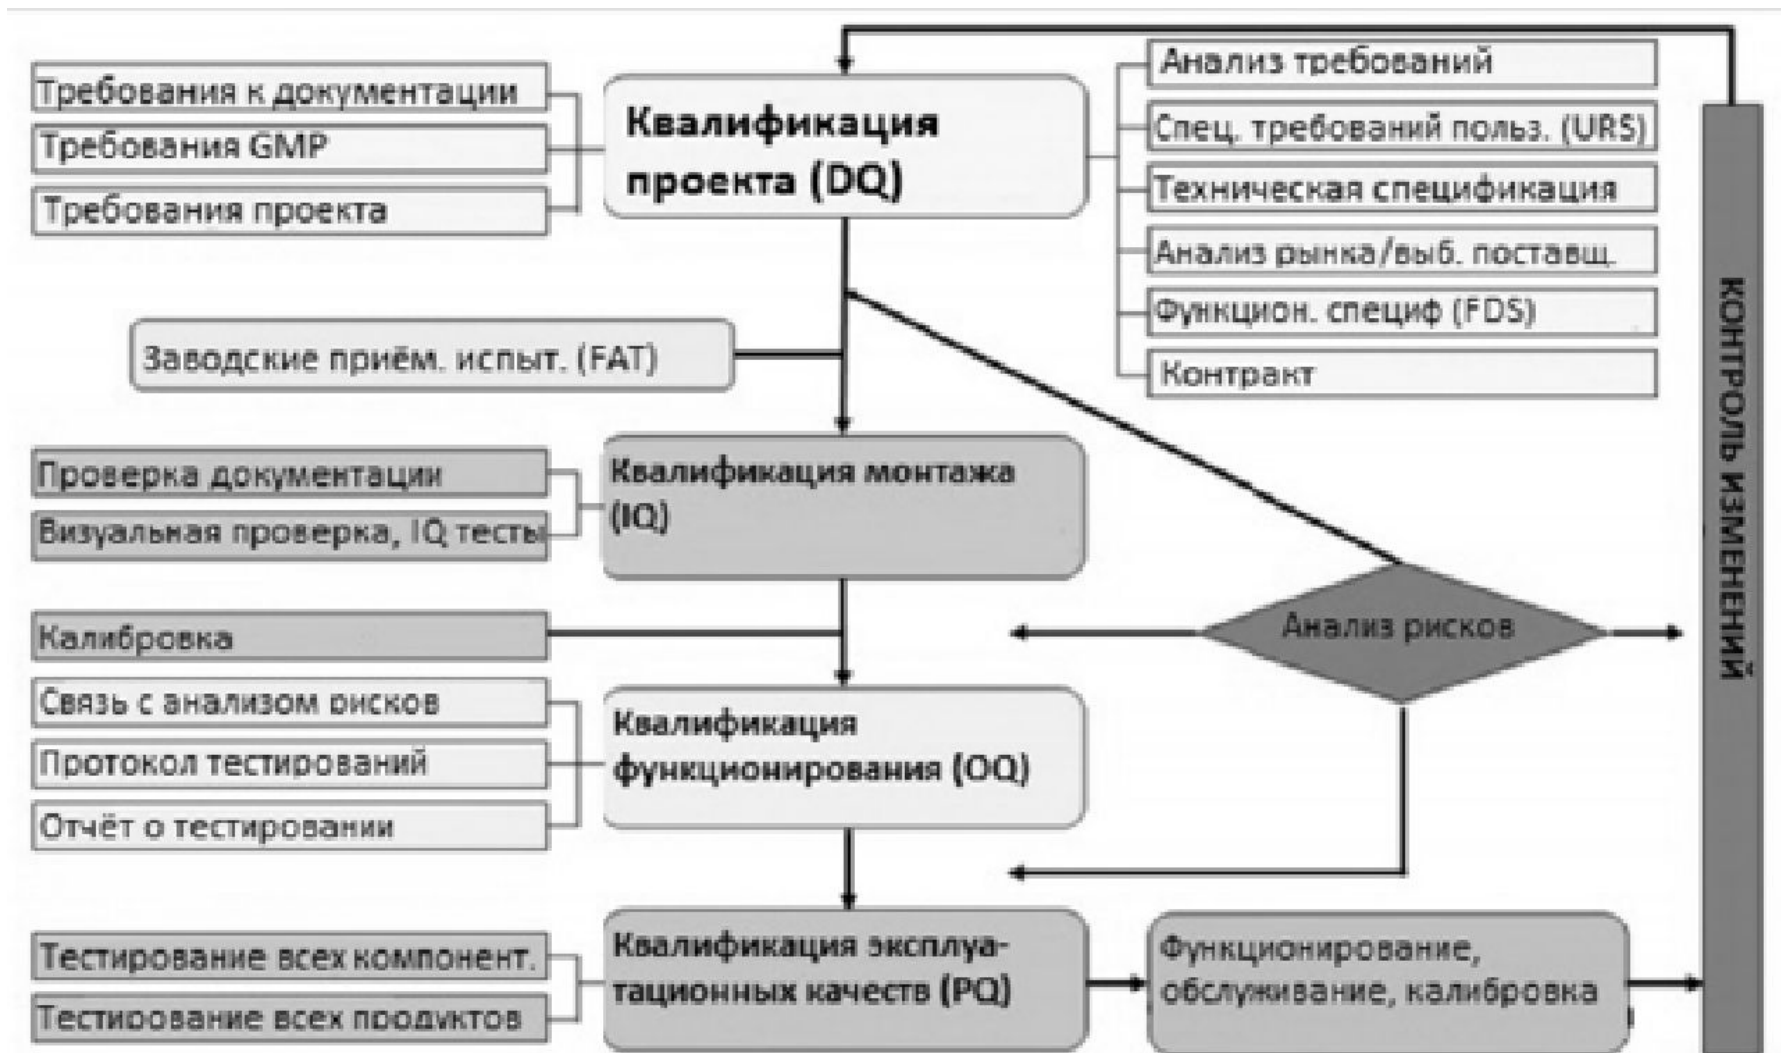 Требования к документации
Требования GMP
Требования проекта
Квалификация
проекта (DQ)
Анализ требований
Спец. требований польз. (URS)
Техническая спецификация
Анализ рынка/выб. поставщ.
Функцион. специф (FDS)
Контракт
Заводские приём. испыт. (FAT)
Проверка документации
Визуальная проверка, IQ тесты
Квалификация монтажа
(IQ)
Калибровка
Анализ рисков
КОНТРОЛЬ ИЗМЕНЕНИЙ
Связь с анализом рисков
Протокол тестирований
Отчёт о тестировании
Квалификация
функционирования (OQ)
Тестирование всех компонент.
Тестирование всех продуктов
Квалификация эксплуа-
тационных качеств (PQ)
Функционирование,
обслуживание, калибровка